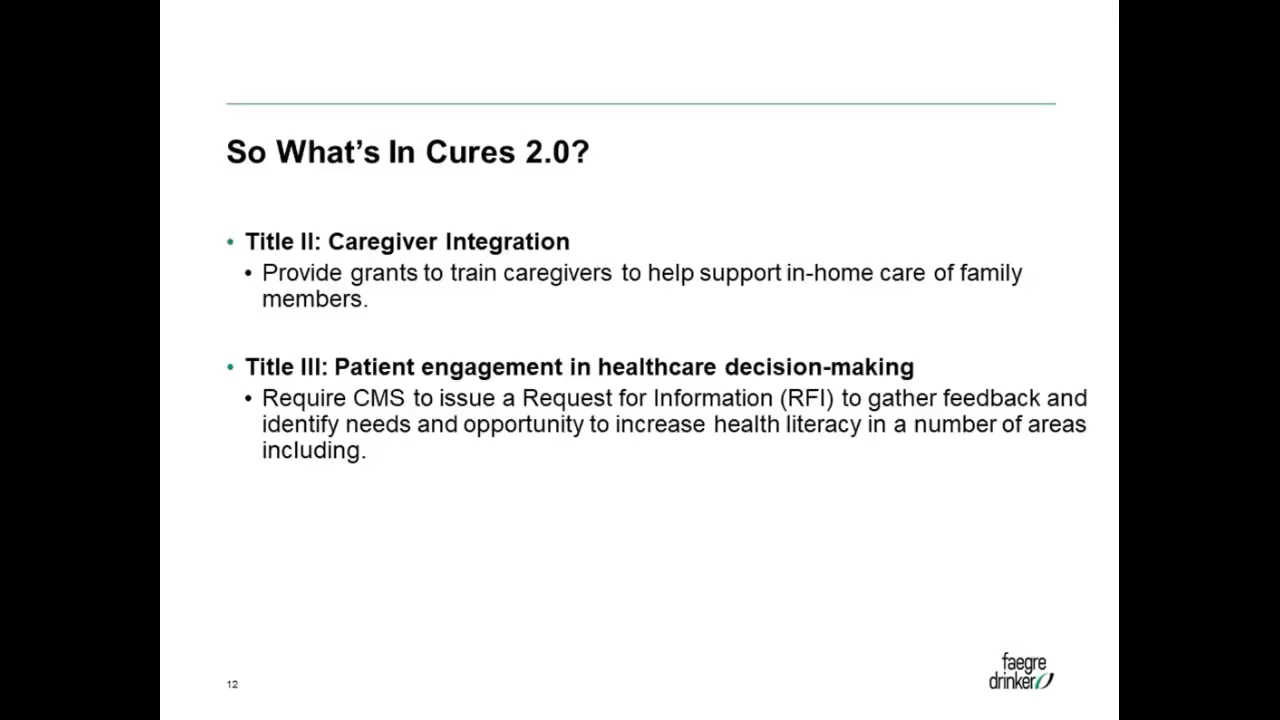 So What's In Cures 2.0?
• Title II: Caregiver Integration
• Provide grants to train caregivers to help support in-home care of family
members.
• Title III: Patient engagement in healthcare decision-making
• Require CMS to issue a Request for Information (RFI) to gather feedback and
identify needs and opportunity to increase health literacy in a number of areas
including.
12
faegre
drinker